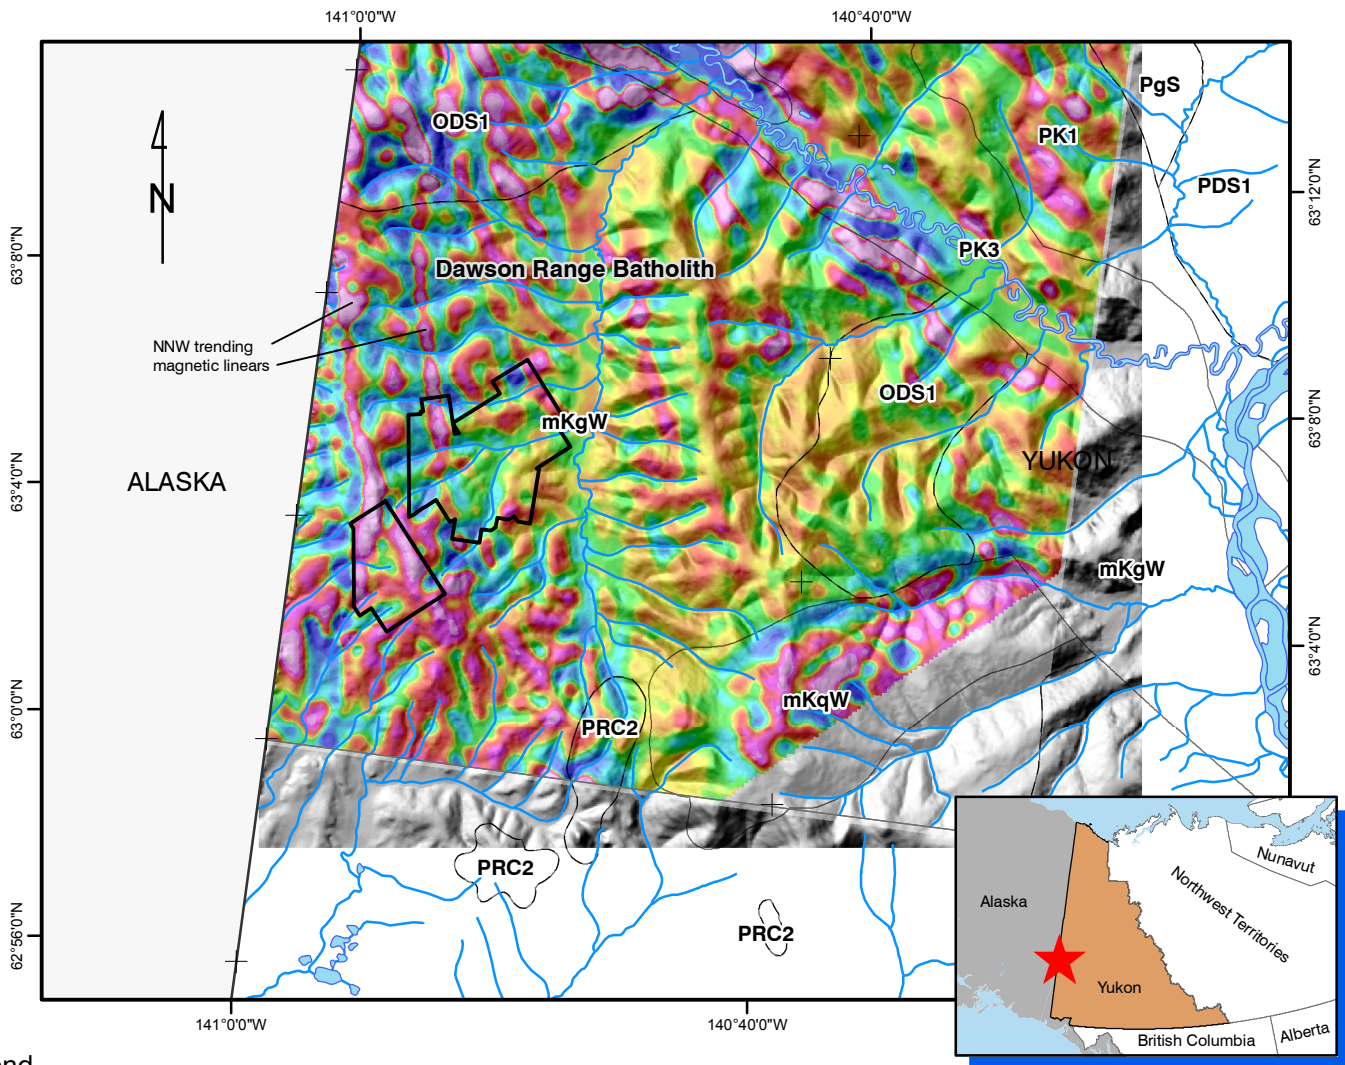 141°0'0"W
140°40'0"W
PgS
ODS1
PK1
63°12'0"N
PDS1
N
63°8'0"N
PK3
Dawson Range Batholith
NNW trending
magnetic linears
ODS1
mKgW
63°8'0"N
YUKON
ALASKA
63°4'0"N
mKgW
63°4'0"N
mKqW
63°0'0"N
PRC2
PRC2
PRC2
62°56'0"N
141°0'0"W
140°40'0"W
Nunavut
Northwest Territories
Alaska
Yukon
British Columbia
Alberta